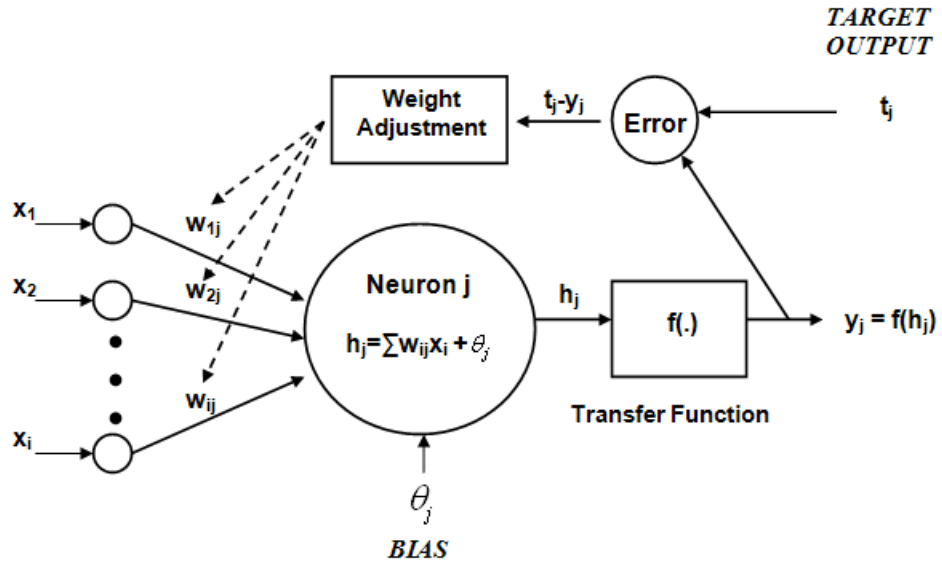 TARGET
OUTPUT
Weight
Adjustment
tj-yj
Error
tj
x1
w1j
x2
w2j
Neuron j
hj=∑wijxi + θj
hj
f(.)
yj = f(hj)
wij
Transfer Function
xi
θj
BIAS